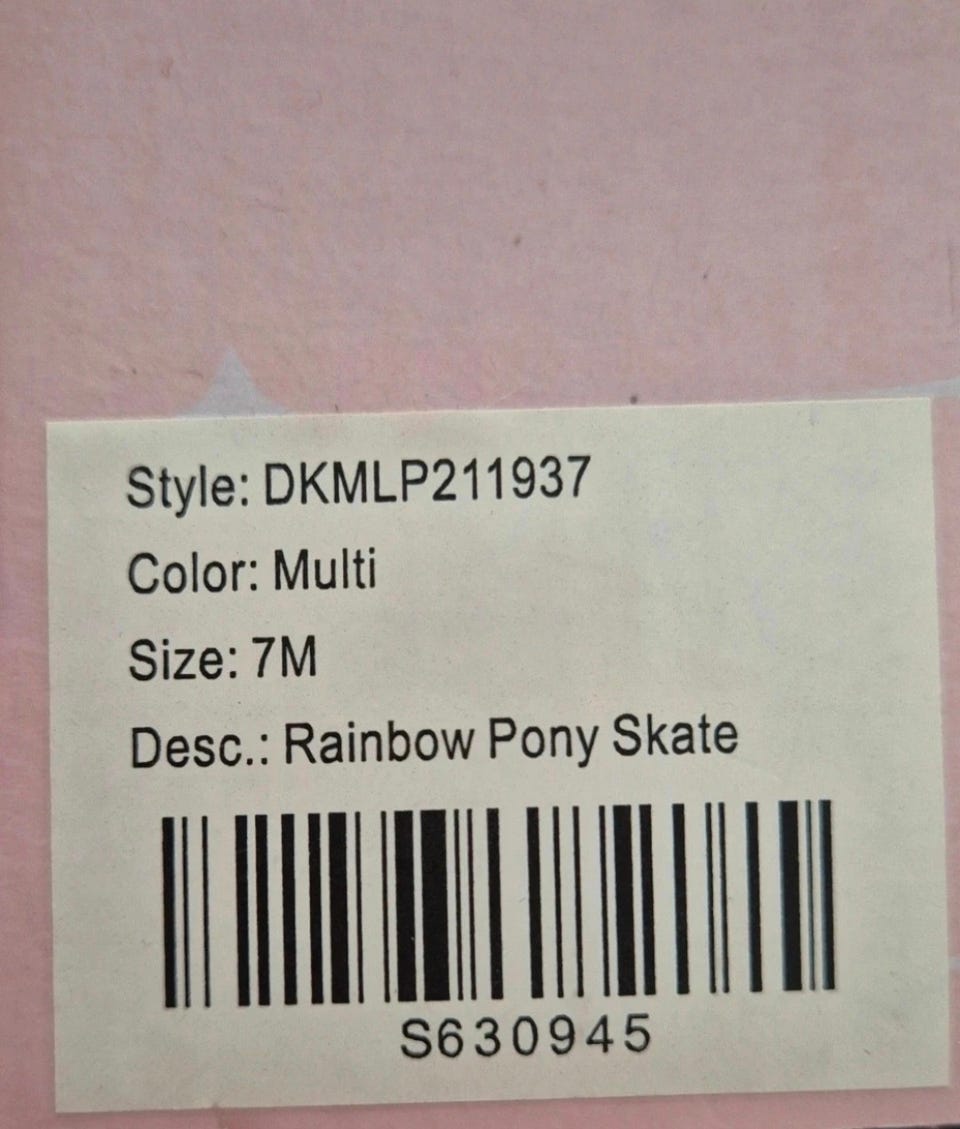 Style: DKMLP211937
Color: Multi
Size: 7M
Desc.: Rainbow Pony Skate
S630945